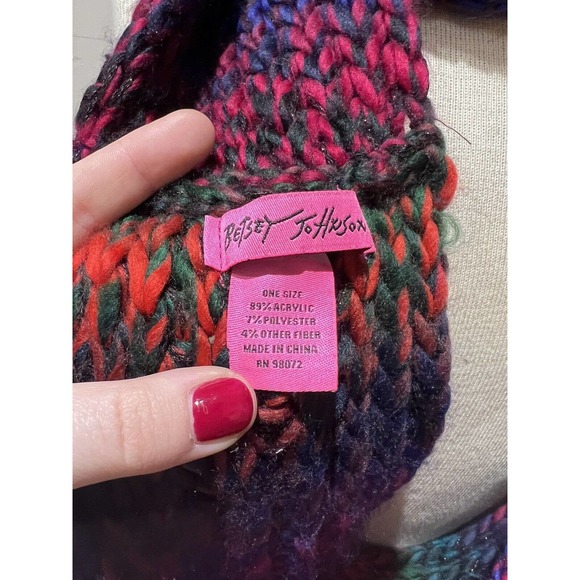 BETSEY JOHNSON
ONE SIZE
89% ACRYLIC
7% POLYESTER
4% OTHER FIBER
MADE IN CHINA
RN 98072